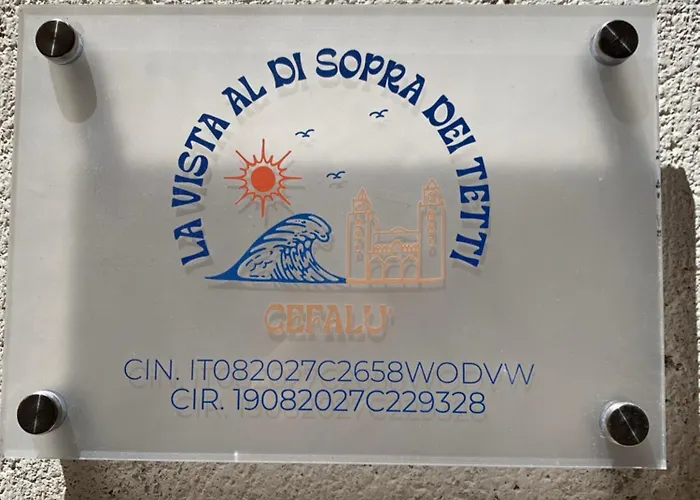 LA VISTA AL DI SOPRA DEI TETTI
CEFALU'
CIN. IT082027C2658WODVW
CIR. 19082027C229328